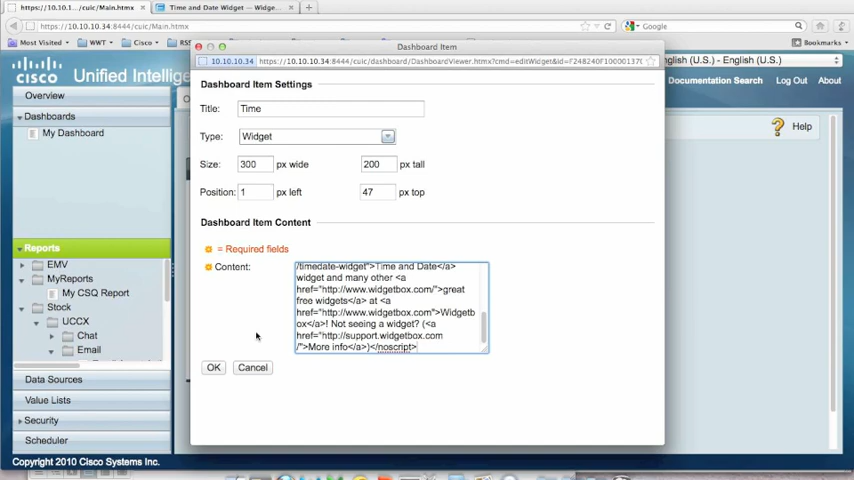 https://10.10.1.../cuic/Main.htmx
Time and Date Widget — Widge...
https://10.10.10.34:8444/cuic/Main.htmx
Google
Most Visited
WWT
Cisco
RSS
Bookmarks
Dashboard Item
10.10.10.34
https://10.10.10.34:8444/cuic/dashboard/DashboardViewer.htmx?cmd=editWidget&id=F248240F10000137C
CISCO
Unified Intellig
English (U.S.)
Documentation Search
Log Out
About
Help
Overview
Dashboards
My Dashboard
Reports
EMV
MyReports
My CSQ Report
Stock
UCCX
Chat
Email
Data Sources
Value Lists
Security
Scheduler
Dashboard Item Settings
Title:
Time
Type:
Widget
Size:
300 px wide
200 px tall
Position:
1 px left
47 px top
Dashboard Item Content
= Required fields
Content:
/timedate-widget">Time and Date</a>
widget and many other <a
href="http://www.widgetbox.com/">great
free widgets</a> at <a
href="http://www.widgetbox.com">Widgetb
ox</a>! Not seeing a widget? (<a
href="http://support.widgetbox.com
/">More info</a>)</noscript>
OK
Cancel
Copyright 2010 Cisco Systems Inc.